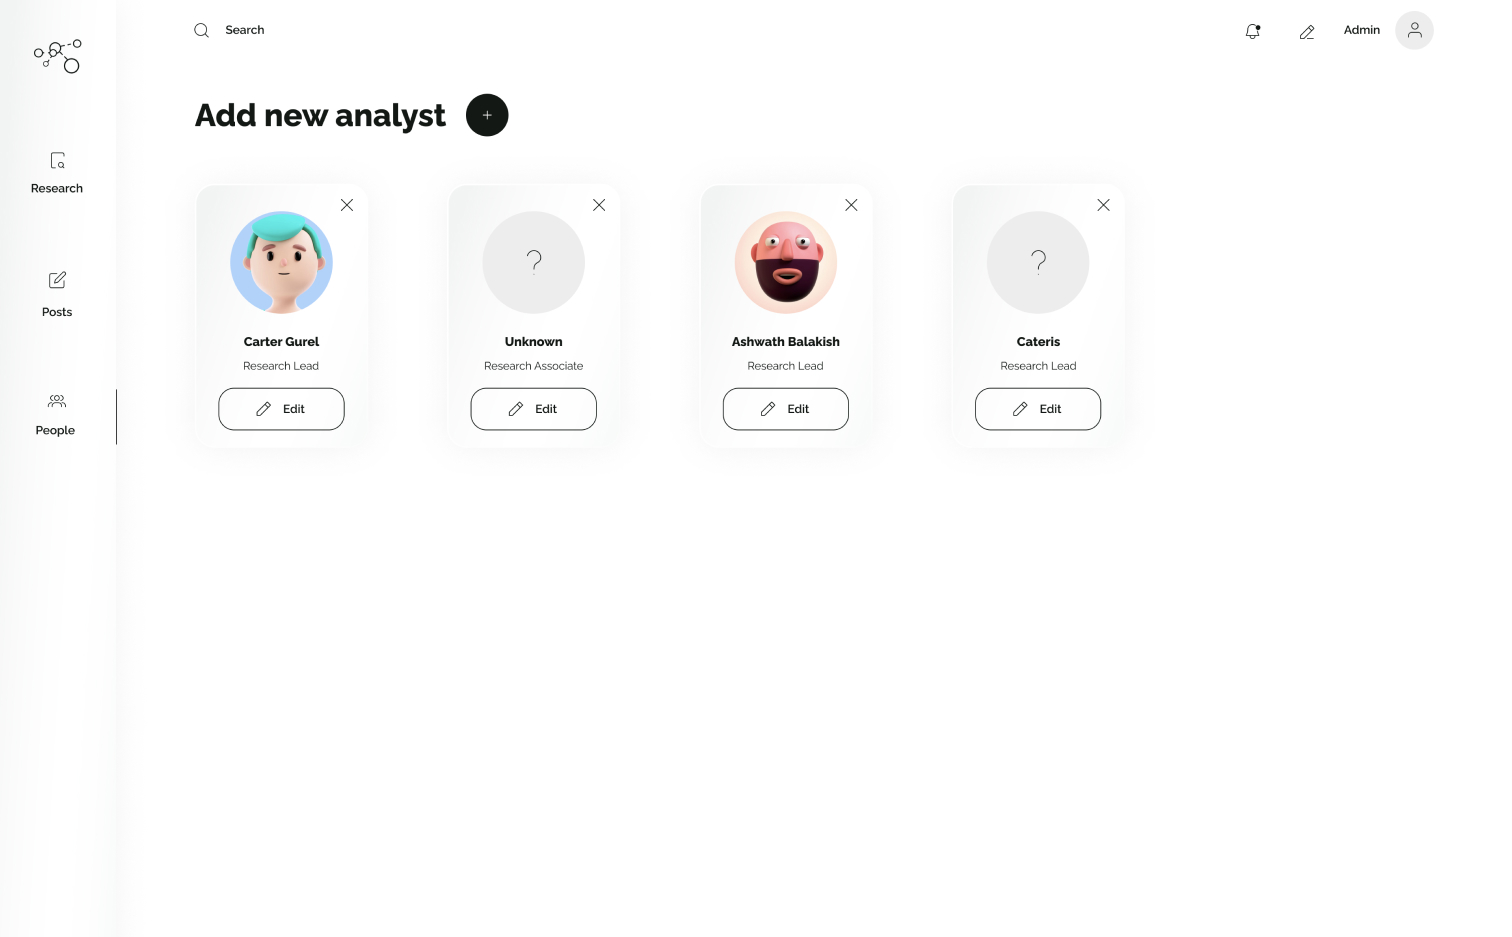 Search
Admin
Add new analyst
Research
Posts
People
Carter Gurel
Research Lead
Edit
Unknown
Research Associate
Edit
Ashwath Balakish
Research Lead
Edit
Cateris
Research Lead
Edit